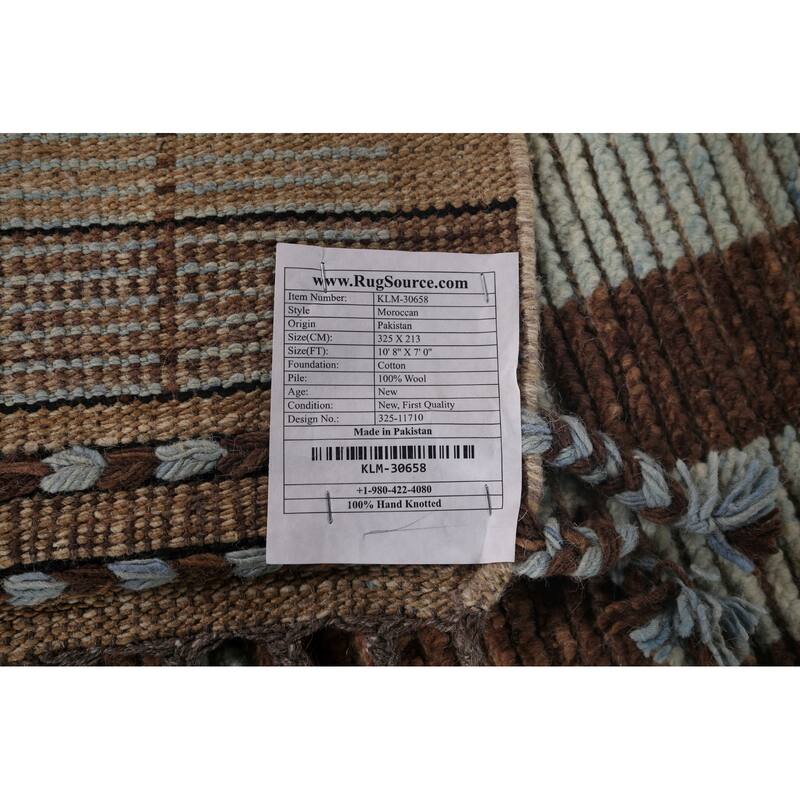 www.RugSource.com
Item Number: KLM-30658
Style Moroccan
Origin Pakistan
Size(CM): 325 X 213
Size(FT): 10' 8" X 7' 0"
Foundation: Cotton
Pile: 100% Wool
Age: New
Condition: New, First Quality
Design No.: 325-11710
Made in Pakistan
KLM-30658
+1-980-422-4080
100% Hand Knotted